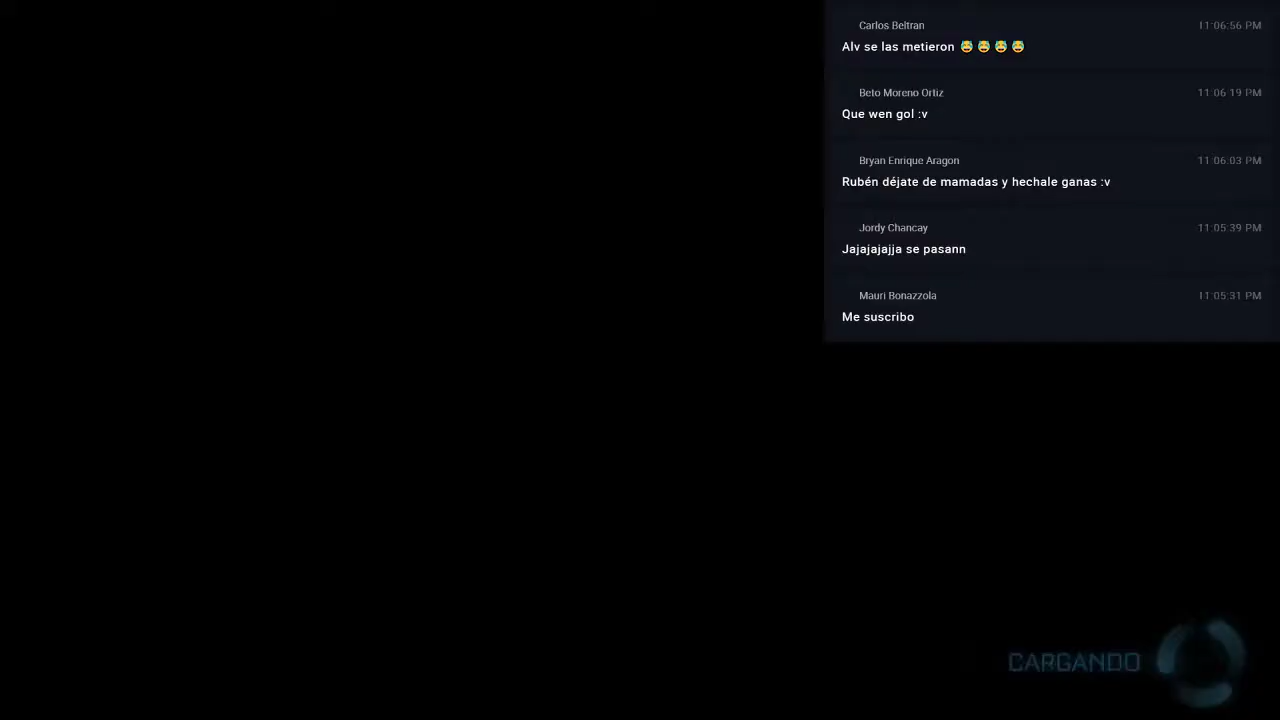 Carlos Beltran 11:06:56 PM
Alv se las metieron 😂😂😂😂
Beto Moreno Ortiz 11:06:19 PM
Que wen gol :v
Bryan Enrique Aragon 11:06:03 PM
Rubén déjate de mamadas y hechale ganas :v
Jordy Chancay 11:05:39 PM
Jajajajajja se pasann
Mauri Bonazzola 11:05:31 PM
Me suscribo
CARGANDO